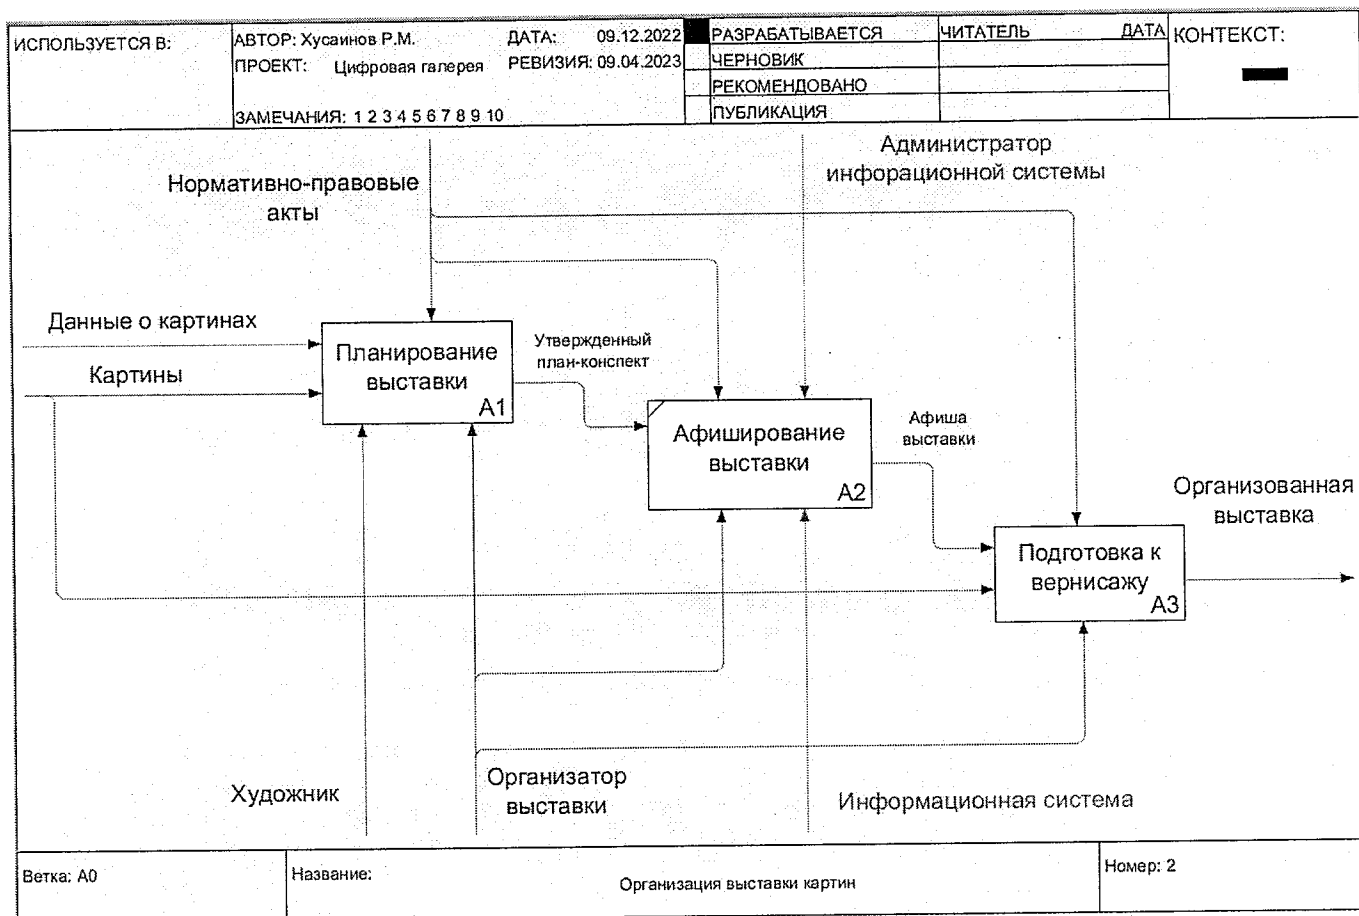 ИСПОЛЬЗУЕТСЯ В:
АВТОР: Хусаинов Р.М.
ДАТА: 09.12.2022
ПРОЕКТ: Цифровая галерея
РЕВИЗИЯ: 09.04.2023
ЗАМЕЧАНИЯ: 1 2 3 4 5 6 7 8 9 10
РАЗРАБАТЫВАЕТСЯ
ЧЕРНОВИК
РЕКОМЕНДОВАНО
ПУБЛИКАЦИЯ
ЧИТАТЕЛЬ
ДАТА
КОНТЕКСТ:
Нормативно-правовые
акты
Администратор
инфорационной системы
Данные о картинах
Картины
Планирование
выставки
A1
Утвержденный
план-конспект
Афиширование
выставки
A2
Афиша
выставки
Организованная
выставка
Подготовка к
вернисажу
A3
Художник
Организатор
выставки
Информационная система
Ветка: A0
Название:
Организация выставки картин
Номер: 2